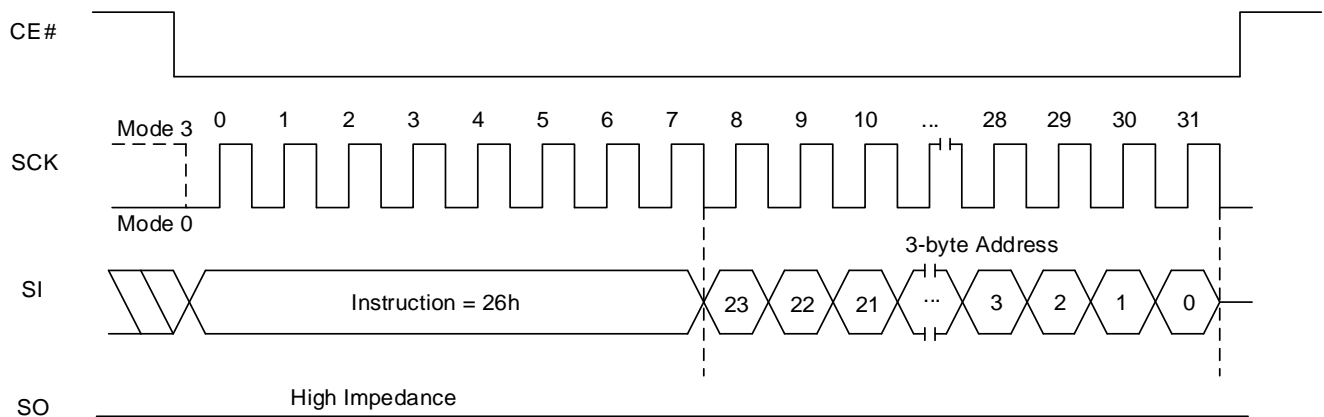 CE#
Mode 3 0 1 2 3 4 5 6 7 8 9 10 ... 28 29 30 31
SCK
Mode 0
3-byte Address
SI Instruction = 26h 23 22 21 ... 3 2 1 0
High Impedance
SO